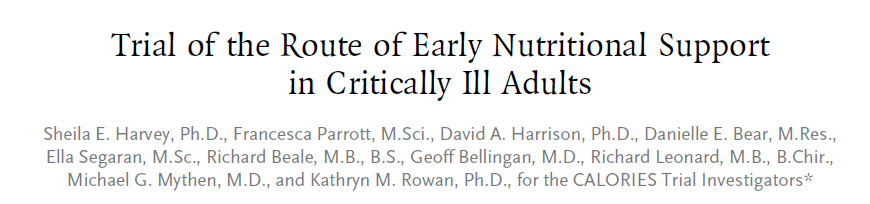 Trial of the Route of Early Nutritional Support
in Critically Ill Adults
Sheila E. Harvey, Ph.D., Francesca Parrott, M.Sci., David A. Harrison, Ph.D., Danielle E. Bear, M.Res.,
Ella Segaran, M.Sc., Richard Beale, M.B., B.S., Geoff Bellingan, M.D., Richard Leonard, M.B., B.Chir.,
Michael G. Mythen, M.D., and Kathryn M. Rowan, Ph.D., for the CALORIES Trial Investigators*